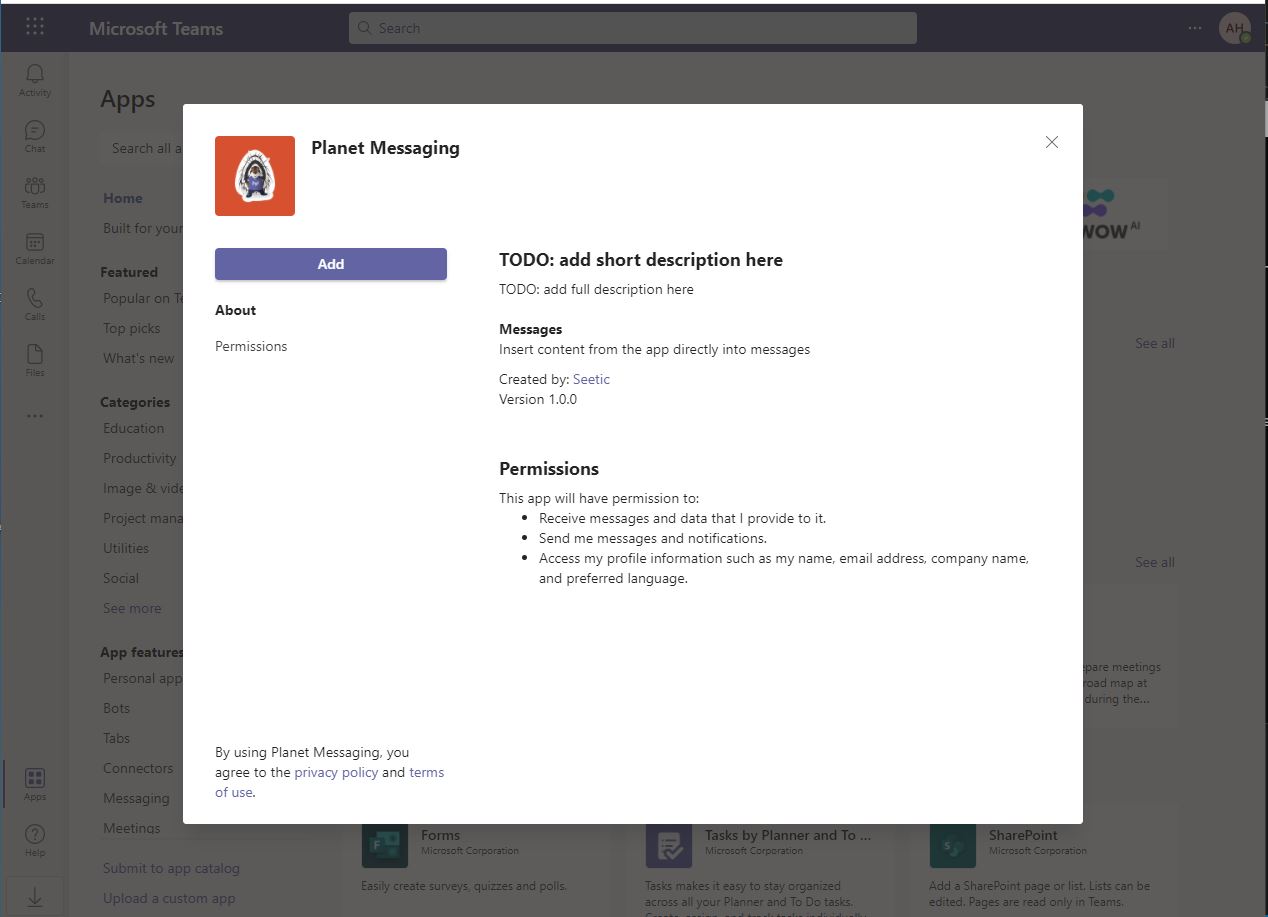 Microsoft Teams
Search
AH
Activity
Chat
Teams
Calendar
Calls
Files
Apps
Help
Apps
Search all a
Home
Built for your
Featured
Popular on Te
Top picks
What's new
Categories
Education
Productivity
Image & vide
Project mana
Utilities
Social
See more
App features
Personal app
Bots
Tabs
Connectors
Messaging
Meetings
Submit to app catalog
Upload a custom app
Planet Messaging
Add
About
Permissions
By using Planet Messaging, you
agree to the privacy policy and terms
of use.
TODO: add short description here
TODO: add full description here
Messages
Insert content from the app directly into messages
Created by: Seetic
Version 1.0.0
Permissions
This app will have permission to:
• Receive messages and data that I provide to it.
• Send me messages and notifications.
• Access my profile information such as my name, email address, company name,
and preferred language.
WOW AI
See all
See all
epare meetings
road map at
during the...
Forms
Microsoft Corporation
Easily create surveys, quizzes and polls.
Tasks by Planner and To ...
Microsoft Corporation
Tasks makes it easy to stay organized
across all your Planner and To Do tasks.
Create, assign, and track tasks individually
SharePoint
Microsoft Corporation
Add a SharePoint page or list. Lists can be
edited. Pages are read only in Teams.